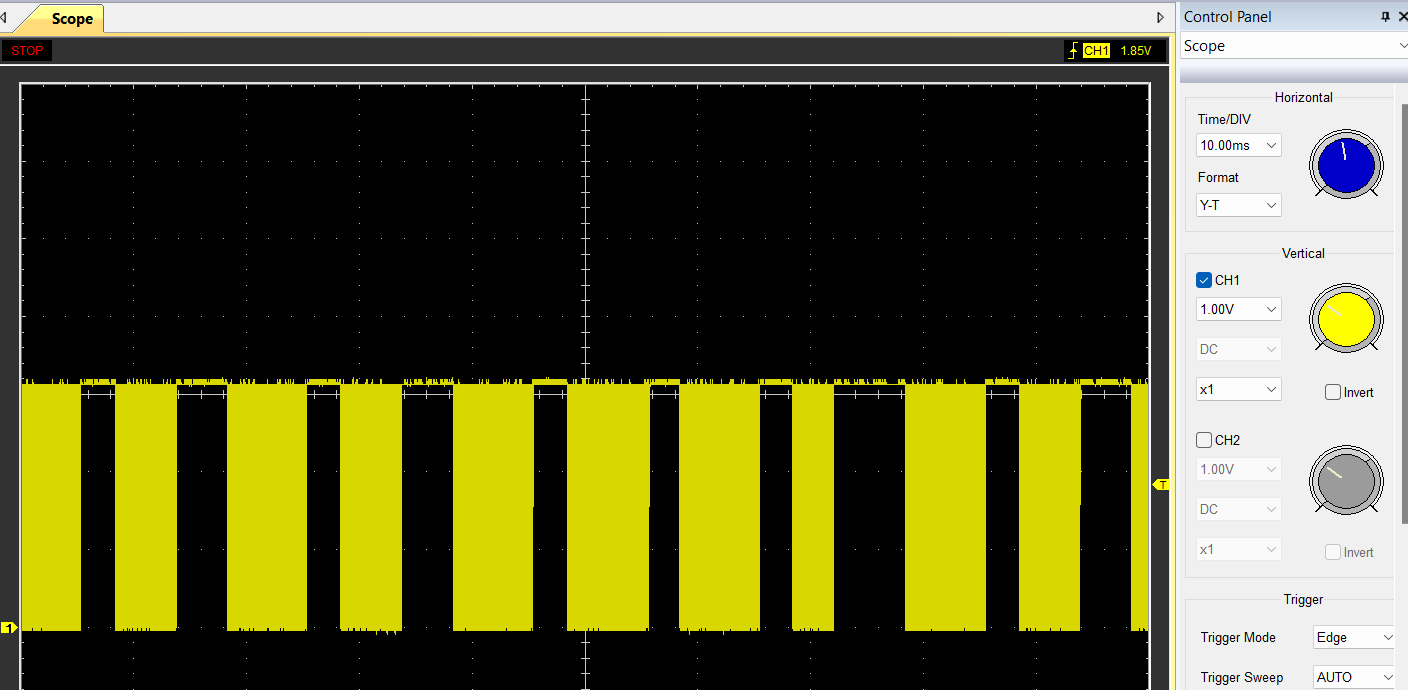 Scope
Control Panel
Scope
STOP
CH1 1.85V
Horizontal
Time/DIV
10.00ms
Format
Y-T
Vertical
CH1
1.00V
DC
x1
Invert
CH2
1.00V
DC
x1
Invert
T
1
Trigger
Trigger Mode
Edge
Trigger Sweep
AUTO